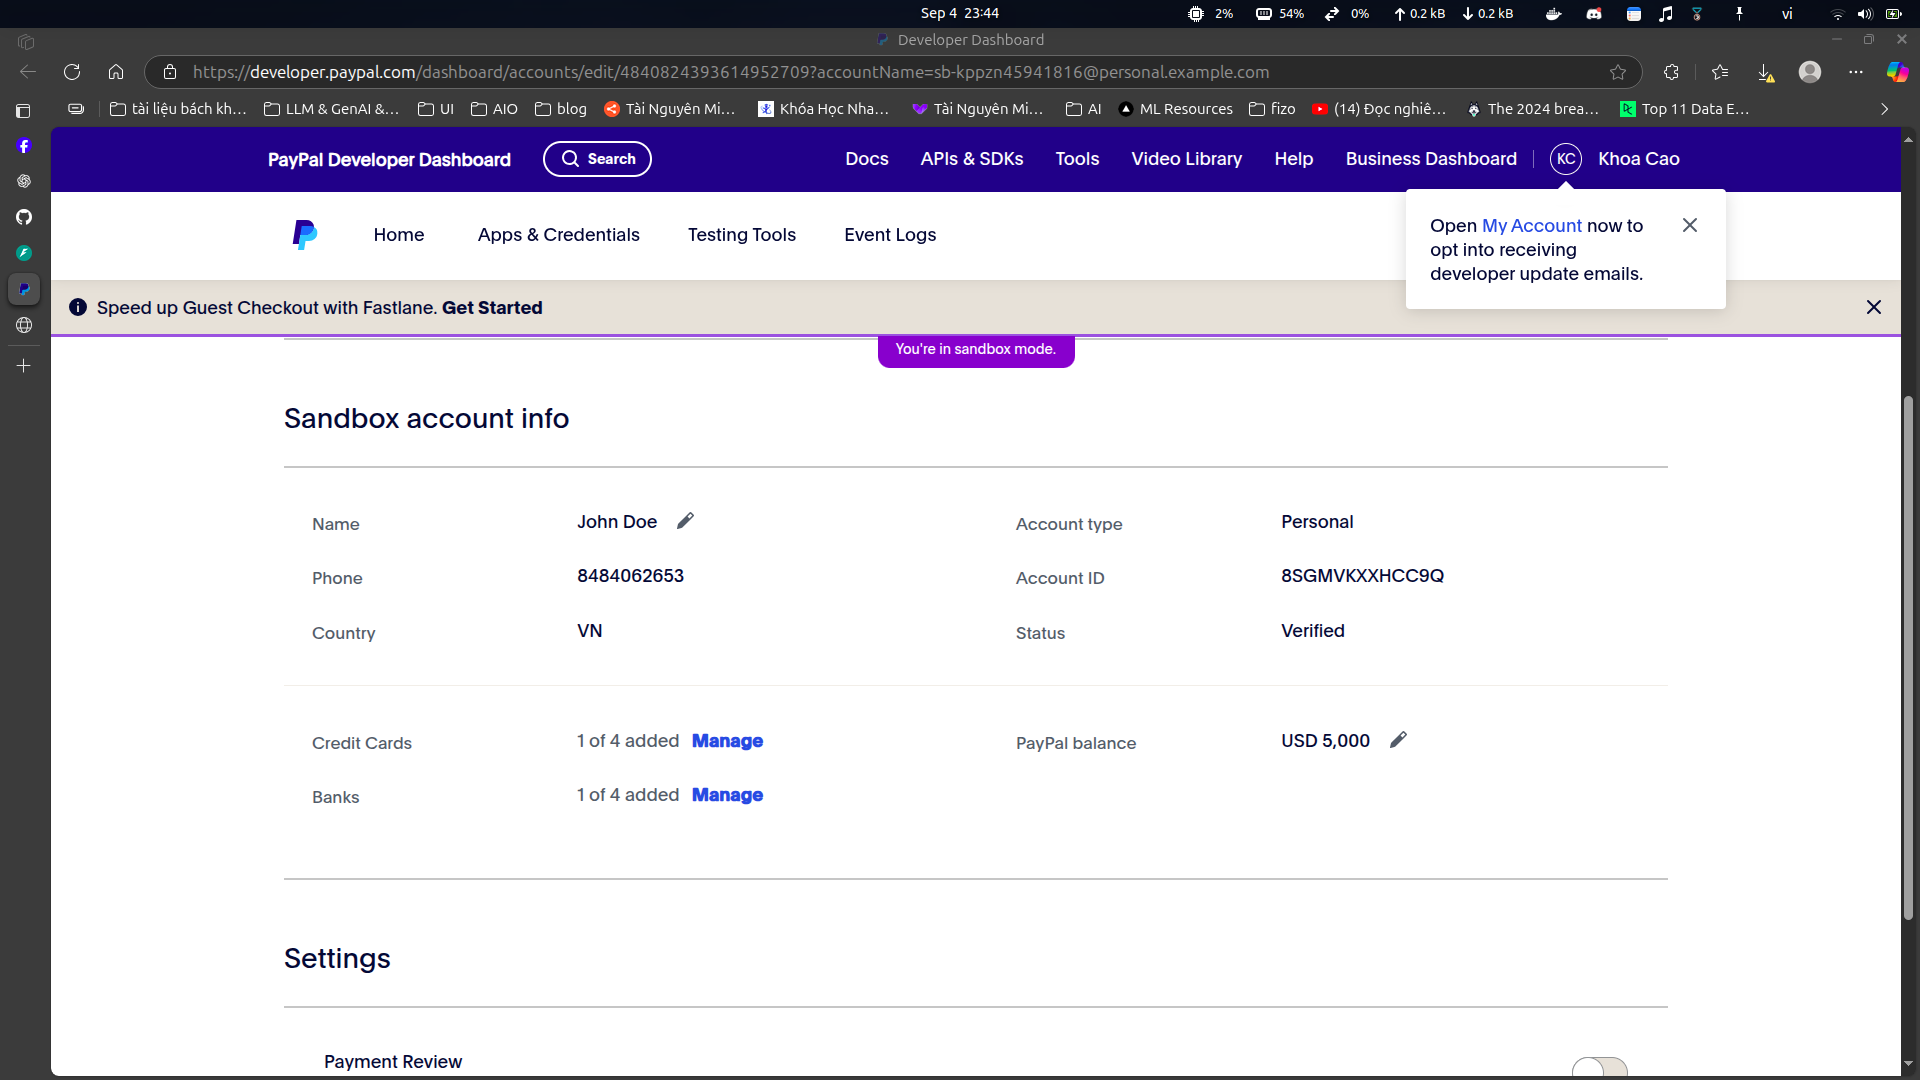 Sep 4 23:44
2% 54% 0% 0.2 kB 0.2 kB vi
Developer Dashboard
https://developer.paypal.com/dashboard/accounts/edit/4840824393614952709?accountName=sb-kppzn45941816@personal.example.com
tài liệu bách kh... LLM & GenAI &... UI AIO blog Tài Nguyên Mi... Khóa Học Nha... Tài Nguyên Mi... AI ML Resources fizo (14) Đọc nghiê... The 2024 brea... Top 11 Data E...
PayPal Developer Dashboard Search Docs APIs & SDKs Tools Video Library Help Business Dashboard KC Khoa Cao
Open My Account now to
opt into receiving
developer update emails.
Home Apps & Credentials Testing Tools Event Logs
Speed up Guest Checkout with Fastlane. Get Started
You're in sandbox mode.
Sandbox account info
Name John Doe Account type Personal
Phone 8484062653 Account ID 8SGMVKXXHCC9Q
Country VN Status Verified
Credit Cards 1 of 4 added Manage PayPal balance USD 5,000
Banks 1 of 4 added Manage
Settings
Payment Review